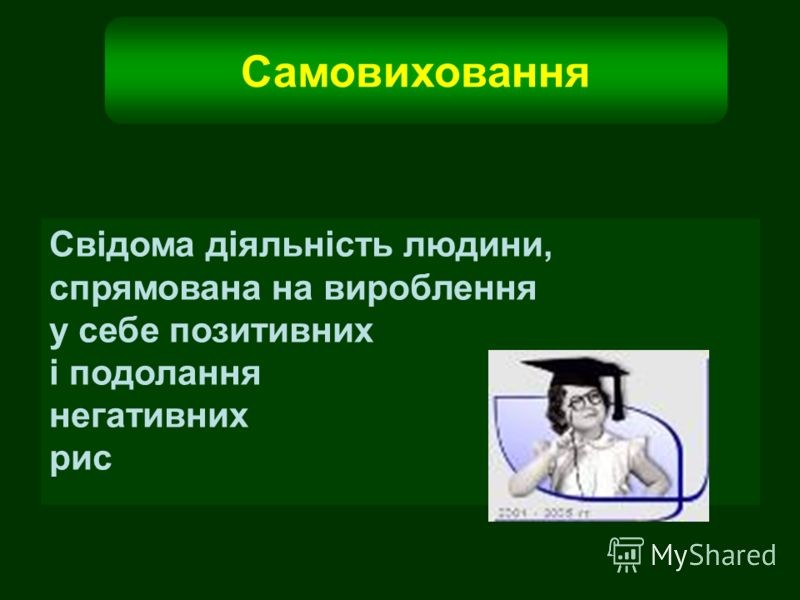 Самовиховання
Свідома діяльність людини,
спрямована на вироблення
у себе позитивних
і подолання
негативних
рис
MyShared